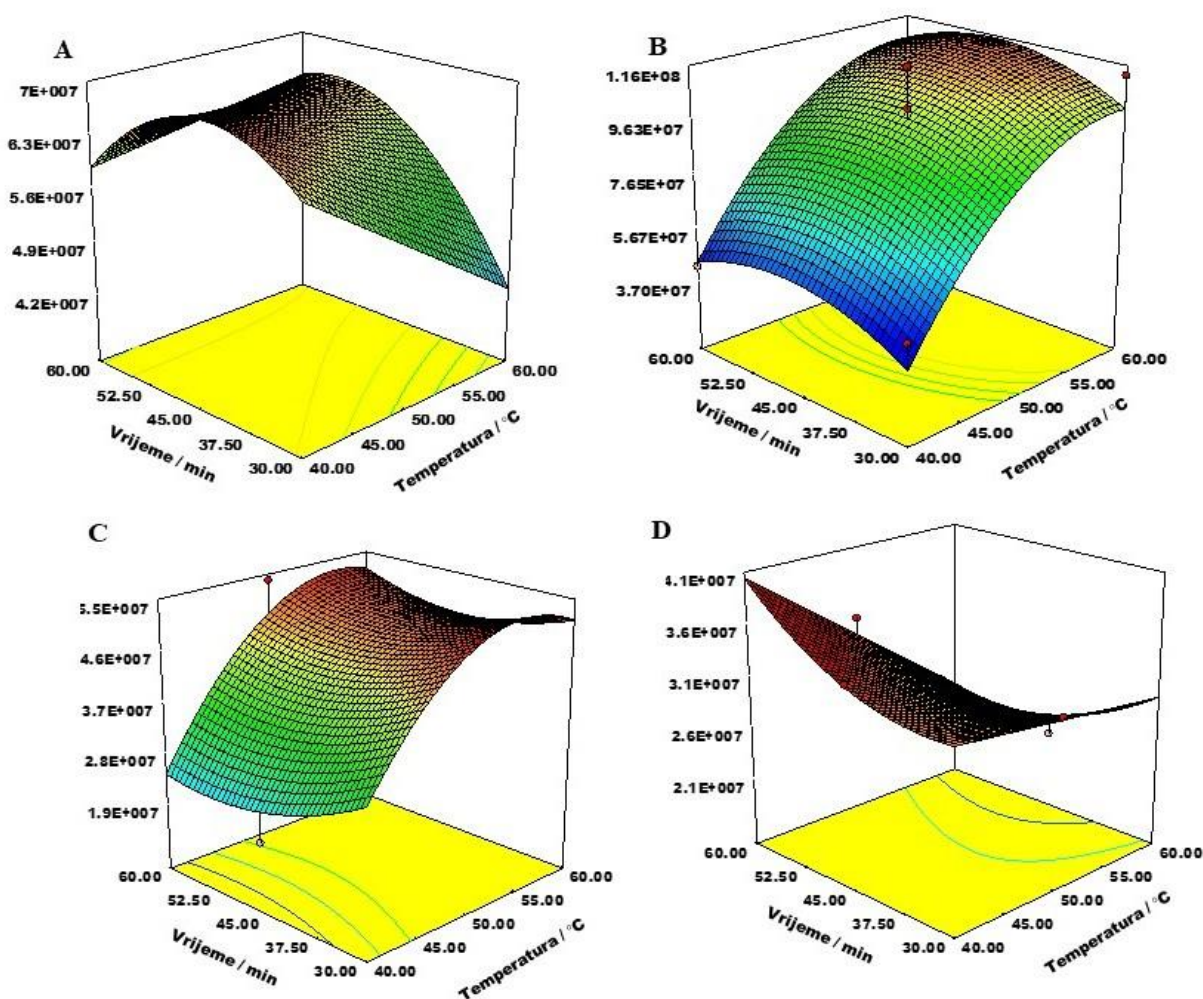 A
7E+007
6.3E+007
5.6E+007
4.9E+007
4.2E+007
60.00
52.50
45.00
37.50
30.00
Vrijeme / min
40.00
45.00
50.00
55.00
60.00
Temperatura / °C
B
1.16E+08
9.63E+07
7.65E+07
5.67E+07
3.70E+07
60.00
52.50
45.00
37.50
30.00
Vrijeme / min
40.00
45.00
50.00
55.00
60.00
Temperatura / °C
C
5.5E+007
4.6E+007
3.7E+007
2.8E+007
1.9E+007
60.00
52.50
45.00
37.50
30.00
Vrijeme / min
40.00
45.00
50.00
55.00
60.00
Temperatura / °C
D
4.1E+007
3.6E+007
3.1E+007
2.6E+007
2.1E+007
60.00
52.50
45.00
37.50
30.00
Vrijeme / min
40.00
45.00
50.00
55.00
60.00
Temperatura / °C